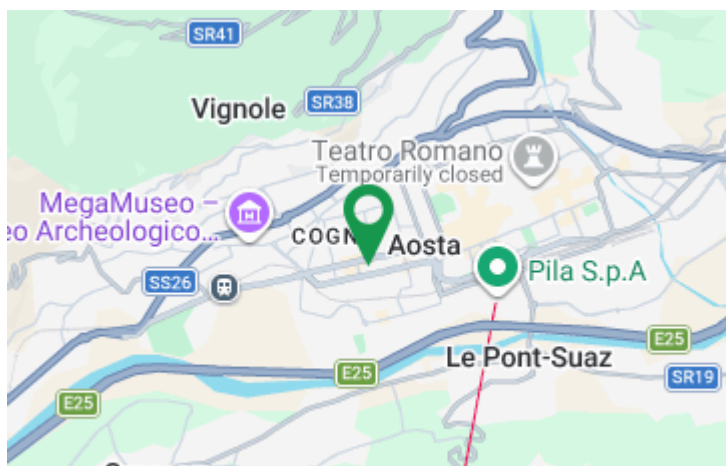 SR41
Vignole
SR38
Teatro Romano
Temporarily closed
MegaMuseo –
eo Archeologico...
COGN
Aosta
SS26
Pila S.p.A
E25
Le Pont-Suaz
E25
SR19
E25